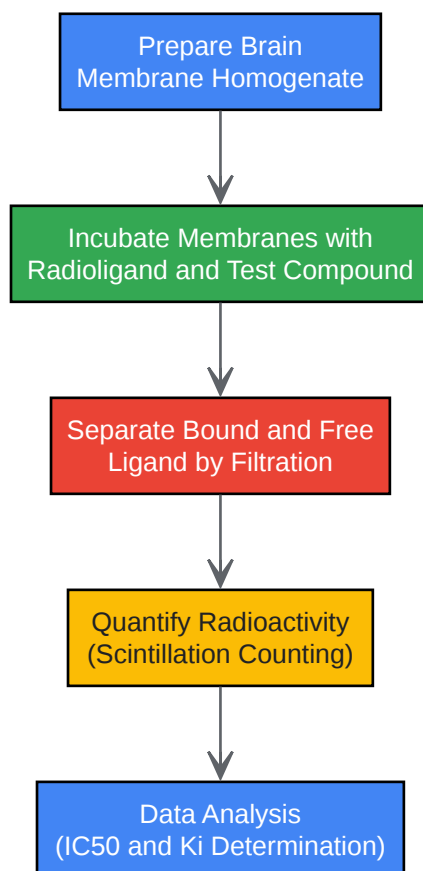 Prepare Brain
Membrane Homogenate
Incubate Membranes with
Radioligand and Test Compound
Separate Bound and Free
Ligand by Filtration
Quantify Radioactivity
(Scintillation Counting)
Data Analysis
(IC50 and Ki Determination)